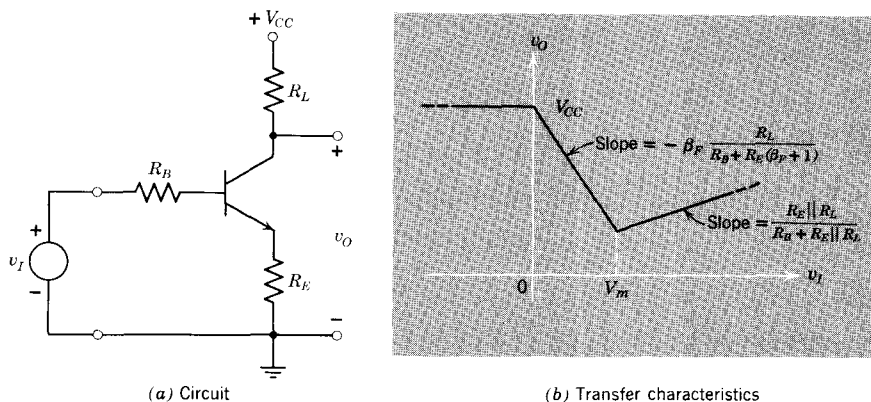 + V_CC
R_L
+
R_B
+
v_I
−
v_O
R_E
−
(a) Circuit
v_O
V_CC
Slope = − β_F R_L / (R_B + R_E(β_F + 1))
Slope = R_E||R_L / (R_B + R_E||R_L)
0
V_m
v_I
(b) Transfer characteristics